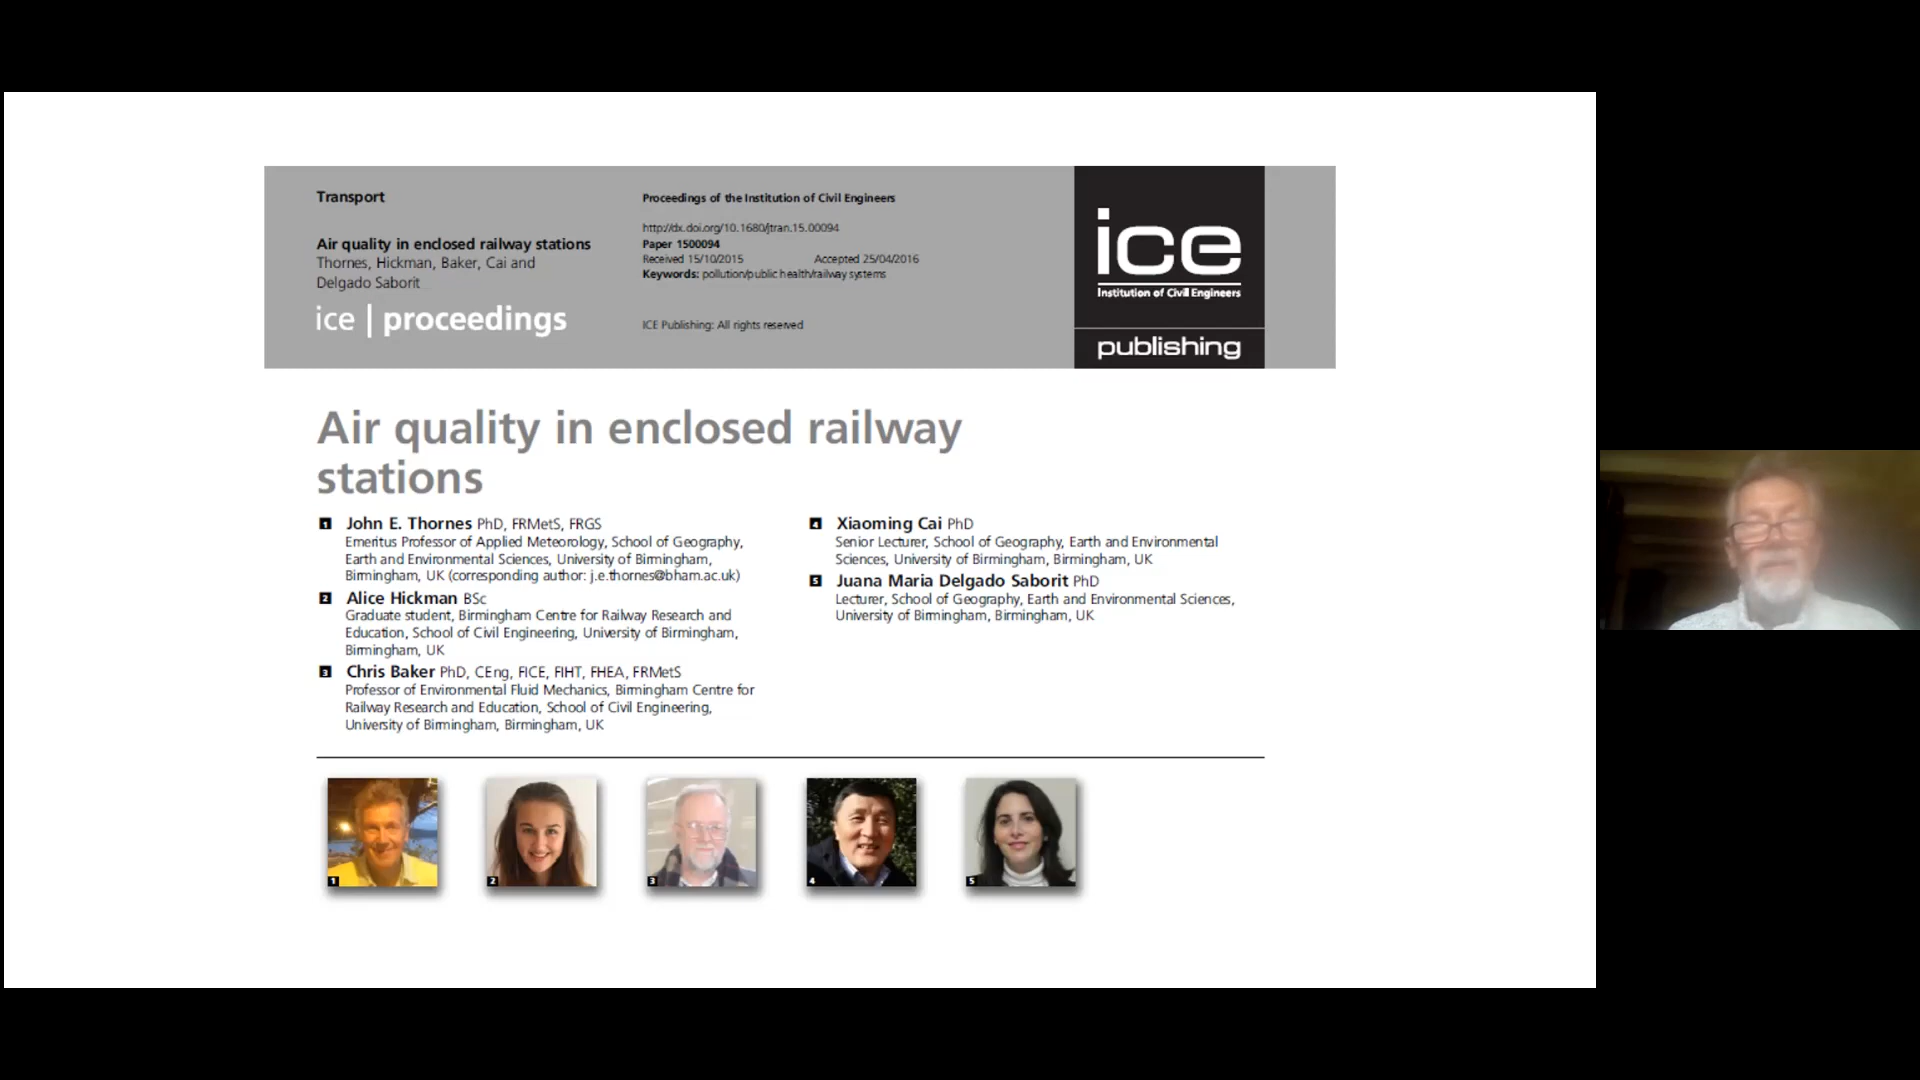 Transport
Air quality in enclosed railway stations
Thornes, Hickman, Baker, Cai and
Delgado Saborit
ice | proceedings
Proceedings of the Institution of Civil Engineers
http://dx.doi.org/10.1680/jtran.15.00094
Paper 1500094
Received 15/10/2015 Accepted 25/04/2016
Keywords: pollution/public health/railway systems
ICE Publishing: All rights reserved
ice
Institution of Civil Engineers
publishing
Air quality in enclosed railway
stations
1 John E. Thornes PhD, FRMetS, FRGS
Emeritus Professor of Applied Meteorology, School of Geography,
Earth and Environmental Sciences, University of Birmingham,
Birmingham, UK (corresponding author: j.e.thornes@bham.ac.uk)
2 Alice Hickman BSc
Graduate student, Birmingham Centre for Railway Research and
Education, School of Civil Engineering, University of Birmingham,
Birmingham, UK
3 Chris Baker PhD, CEng, FICE, FIHT, FHEA, FRMetS
Professor of Environmental Fluid Mechanics, Birmingham Centre for
Railway Research and Education, School of Civil Engineering,
University of Birmingham, Birmingham, UK
4 Xiaoming Cai PhD
Senior Lecturer, School of Geography, Earth and Environmental
Sciences, University of Birmingham, Birmingham, UK
5 Juana Maria Delgado Saborit PhD
Lecturer, School of Geography, Earth and Environmental Sciences,
University of Birmingham, Birmingham, UK
1
2
3
4
5